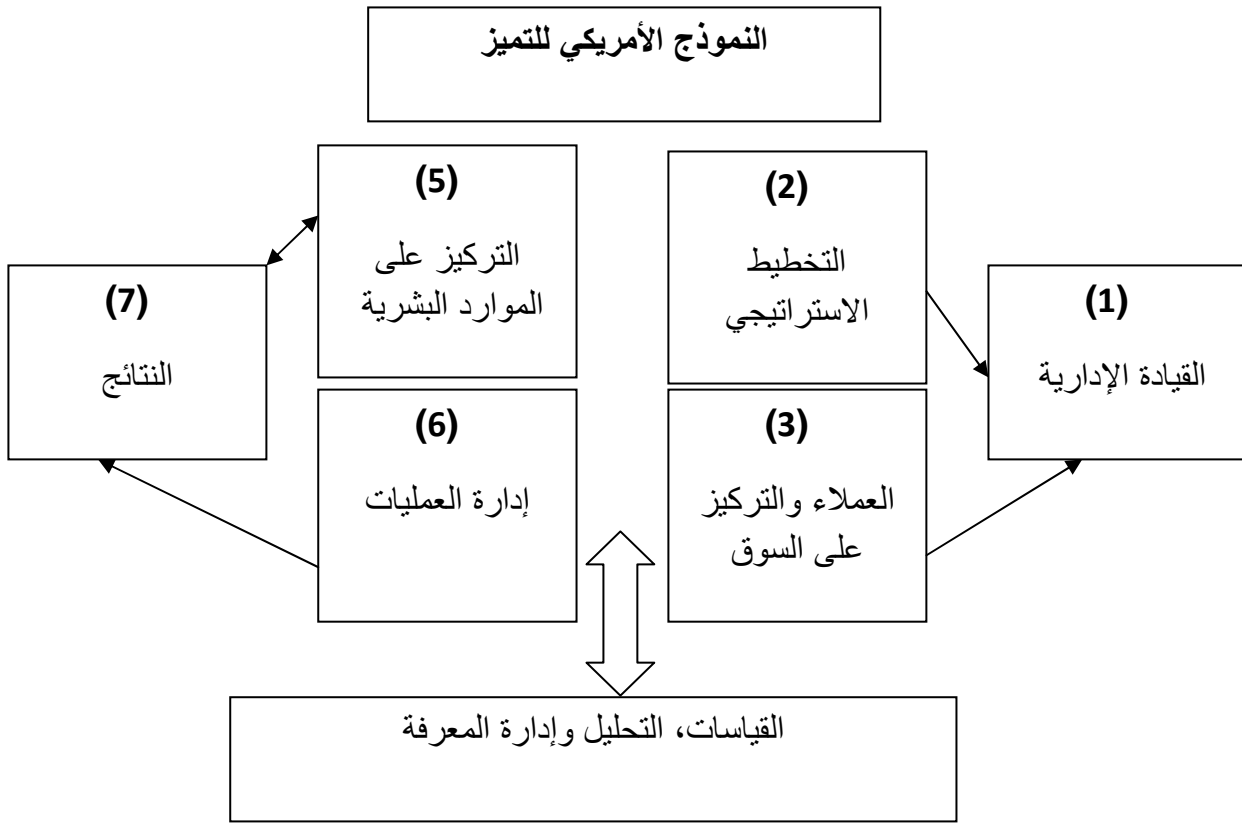 النموذج الأمريكي للتميز
(1)
القيادة الإدارية
(2)
التخطيط
الاستراتيجي
(3)
العملاء والتركيز
على السوق
(5)
التركيز على
الموارد البشرية
(6)
إدارة العمليات
(7)
النتائج
القياسات، التحليل وإدارة المعرفة